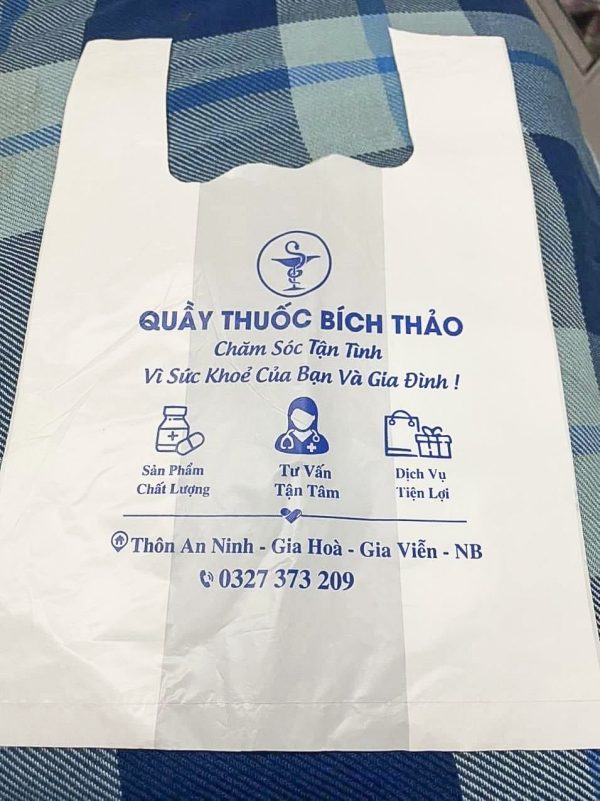 QUẦY THUỐC BÍCH THẢO
Chăm Sóc Tận Tình
Vì Sức Khoẻ Của Bạn Và Gia Đình !
Sản Phẩm
Chất Lượng
Tư Vấn
Tận Tâm
Dịch Vụ
Tiện Lợi
Thôn An Ninh - Gia Hoà - Gia Viễn - NB
0327 373 209